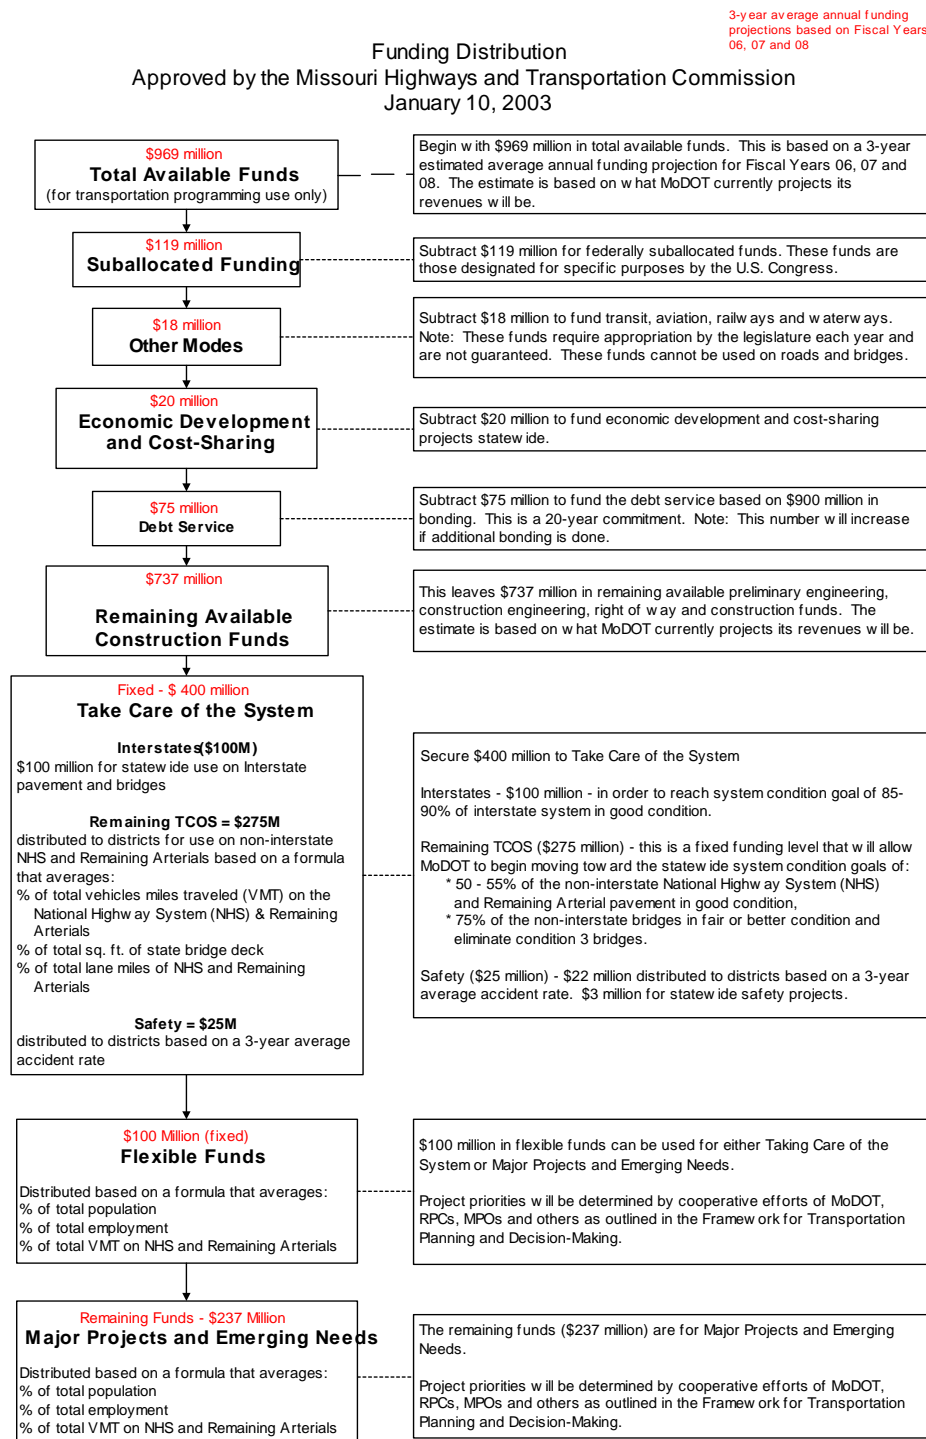 3-year average annual funding
projections based on Fiscal Years
06, 07 and 08
Funding Distribution
Approved by the Missouri Highways and Transportation Commission
January 10, 2003
$969 million
Total Available Funds
(for transportation programming use only)
Begin with $969 million in total available funds. This is based on a 3-year
estimated average annual funding projection for Fiscal Years 06, 07 and
08. The estimate is based on what MoDOT currently projects its
revenues will be.
$119 million
Suballocated Funding
Subtract $119 million for federally suballocated funds. These funds are
those designated for specific purposes by the U.S. Congress.
$18 million
Other Modes
Subtract $18 million to fund transit, aviation, railways and waterways.
Note: These funds require appropriation by the legislature each year and
are not guaranteed. These funds cannot be used on roads and bridges.
$20 million
Economic Development
and Cost-Sharing
Subtract $20 million to fund economic development and cost-sharing
projects statewide.
$75 million
Debt Service
Subtract $75 million to fund the debt service based on $900 million in
bonding. This is a 20-year commitment. Note: This number will increase
if additional bonding is done.
$737 million
Remaining Available
Construction Funds
This leaves $737 million in remaining available preliminary engineering,
construction engineering, right of way and construction funds. The
estimate is based on what MoDOT currently projects its revenues will be.
Fixed - $ 400 million
Take Care of the System
Interstates($100M)
$100 million for statewide use on Interstate
pavement and bridges
Remaining TCOS = $275M
distributed to districts for use on non-interstate
NHS and Remaining Arterials based on a formula
that averages:
% of total vehicles miles traveled (VMT) on the
National Highway System (NHS) & Remaining
Arterials
% of total sq. ft. of state bridge deck
% of total lane miles of NHS and Remaining
Arterials
Safety = $25M
distributed to districts based on a 3-year average
accident rate
Secure $400 million to Take Care of the System
Interstates - $100 million - in order to reach system condition goal of 85-
90% of interstate system in good condition.
Remaining TCOS ($275 million) - this is a fixed funding level that will allow
MoDOT to begin moving toward the statewide system condition goals of:
* 50 - 55% of the non-interstate National Highway System (NHS)
and Remaining Arterial pavement in good condition,
* 75% of the non-interstate bridges in fair or better condition and
eliminate condition 3 bridges.
Safety ($25 million) - $22 million distributed to districts based on a 3-year
average accident rate. $3 million for statewide safety projects.
$100 Million (fixed)
Flexible Funds
Distributed based on a formula that averages:
% of total population
% of total employment
% of total VMT on NHS and Remaining Arterials
$100 million in flexible funds can be used for either Taking Care of the
System or Major Projects and Emerging Needs.
Project priorities will be determined by cooperative efforts of MoDOT,
RPCs, MPOs and others as outlined in the Framework for Transportation
Planning and Decision-Making.
Remaining Funds - $237 Million
Major Projects and Emerging Needs
Distributed based on a formula that averages:
% of total population
% of total employment
% of total VMT on NHS and Remaining Arterials
The remaining funds ($237 million) are for Major Projects and Emerging
Needs.
Project priorities will be determined by cooperative efforts of MoDOT,
RPCs, MPOs and others as outlined in the Framework for Transportation
Planning and Decision-Making.